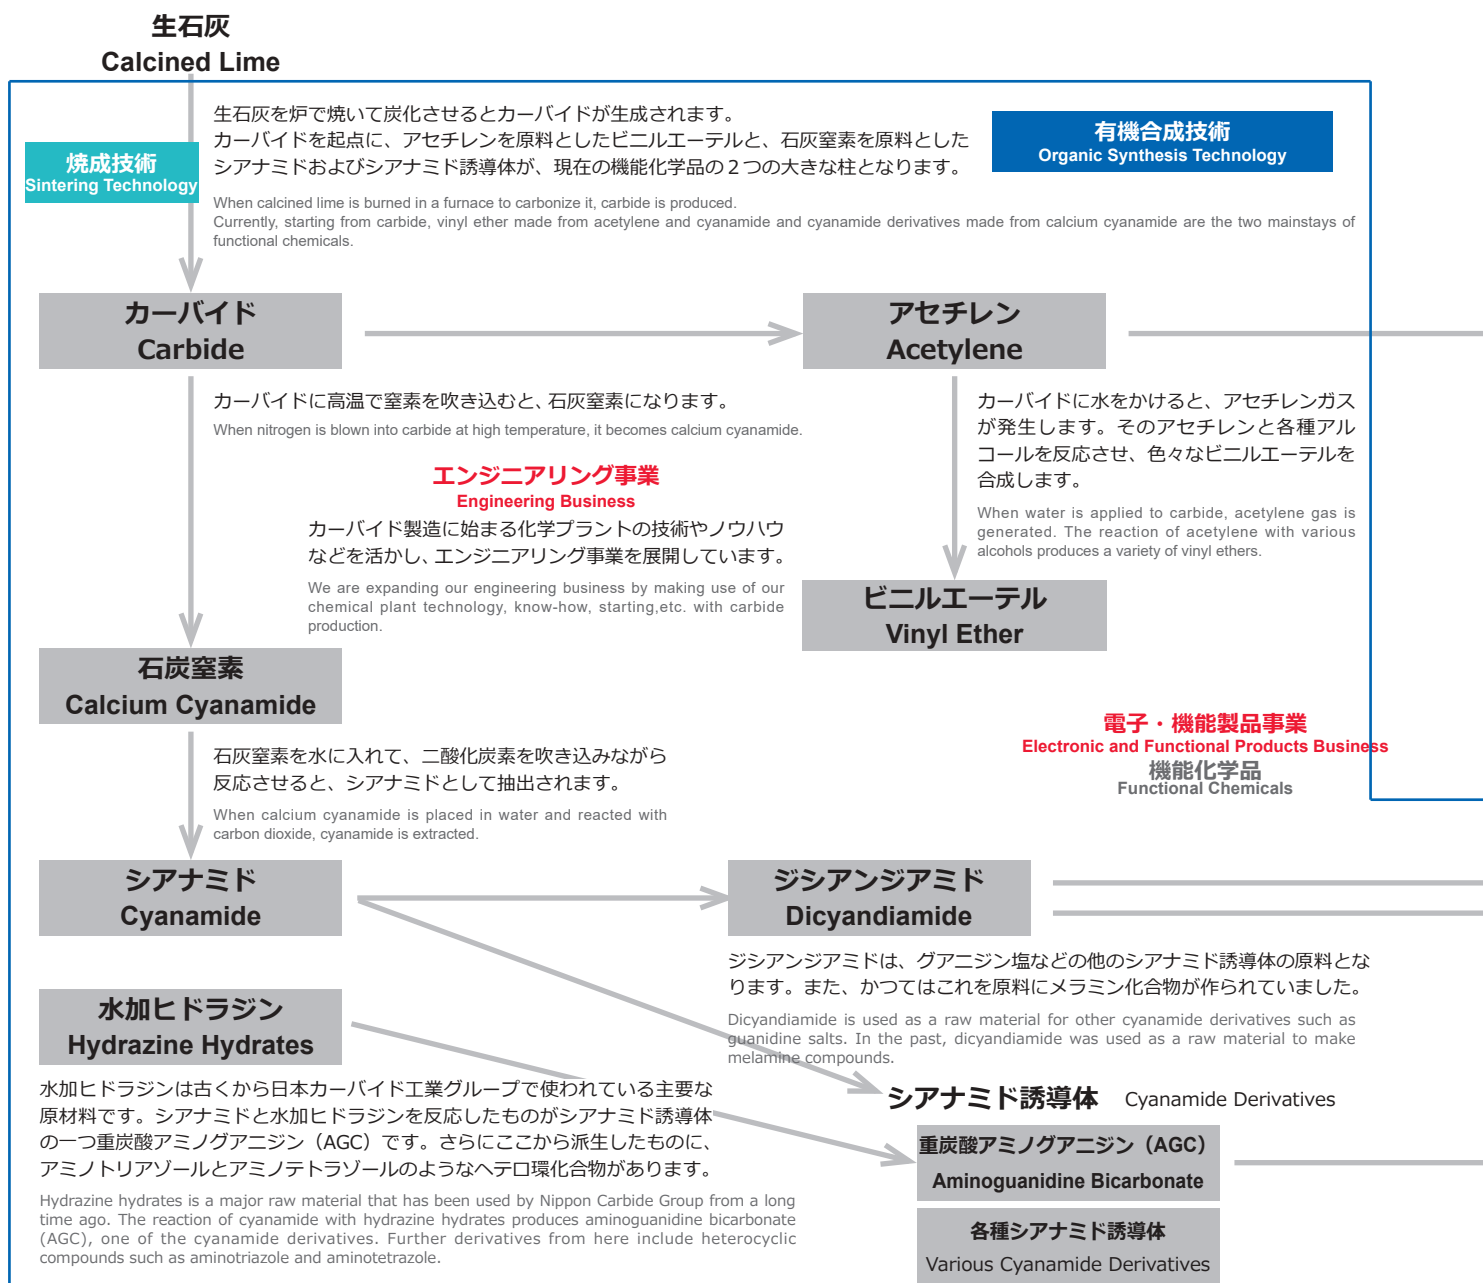 生石灰
Calcined Lime
生石灰を炉で焼いて炭化させるとカーバイドが生成されます。
カーバイドを起点に、アセチレンを原料としたビニルエーテルと、石灰窒素を原料とした
シアナミドおよびシアナミド誘導体が、現在の機能化学品の２つの大きな柱となります。
When calcined lime is burned in a furnace to carbonize it, carbide is produced.
Currently, starting from carbide, vinyl ether made from acetylene and cyanamide and cyanamide derivatives made from calcium cyanamide are the two mainstays of
functional chemicals.
焼成技術
Sintering Technology
有機合成技術
Organic Synthesis Technology
カーバイド
Carbide
アセチレン
Acetylene
カーバイドに高温で窒素を吹き込むと、石灰窒素になります。
When nitrogen is blown into carbide at high temperature, it becomes calcium cyanamide.
エンジニアリング事業
Engineering Business
カーバイド製造に始まる化学プラントの技術やノウハウ
などを活かし、エンジニアリング事業を展開しています。
We are expanding our engineering business by making use of our
chemical plant technology, know-how, starting,etc. with carbide
production.
カーバイドに水をかけると、アセチレンガス
が発生します。そのアセチレンと各種アル
コールを反応させ、色々なビニルエーテルを
合成します。
When water is applied to carbide, acetylene gas is
generated. The reaction of acetylene with various
alcohols produces a variety of vinyl ethers.
ビニルエーテル
Vinyl Ether
石炭窒素
Calcium Cyanamide
電子・機能製品事業
Electronic and Functional Products Business
機能化学品
Functional Chemicals
石灰窒素を水に入れて、二酸化炭素を吹き込みながら
反応させると、シアナミドとして抽出されます。
When calcium cyanamide is placed in water and reacted with
carbon dioxide, cyanamide is extracted.
シアナミド
Cyanamide
ジシアンジアミド
Dicyandiamide
ジシアンジアミドは、グアニジン塩などの他のシアナミド誘導体の原料とな
ります。また、かつてはこれを原料にメラミン化合物が作られていました。
Dicyandiamide is used as a raw material for other cyanamide derivatives such as
guanidine salts. In the past, dicyandiamide was used as a raw material to make
melamine compounds.
水加ヒドラジン
Hydrazine Hydrates
水加ヒドラジンは古くから日本カーバイド工業グループで使われている主要な
原材料です。シアナミドと水加ヒドラジンを反応したものがシアナミド誘導体
の一つ重炭酸アミノグアニジン（AGC）です。さらにここから派生したものに、
アミノトリアゾールとアミノテトラゾールのようなヘテロ環化合物があります。
Hydrazine hydrates is a major raw material that has been used by Nippon Carbide Group from a long
time ago. The reaction of cyanamide with hydrazine hydrates produces aminoguanidine bicarbonate
(AGC), one of the cyanamide derivatives. Further derivatives from here include heterocyclic
compounds such as aminotriazole and aminotetrazole.
シアナミド誘導体 Cyanamide Derivatives
重炭酸アミノグアニジン（AGC）
Aminoguanidine Bicarbonate
各種シアナミド誘導体
Various Cyanamide Derivatives